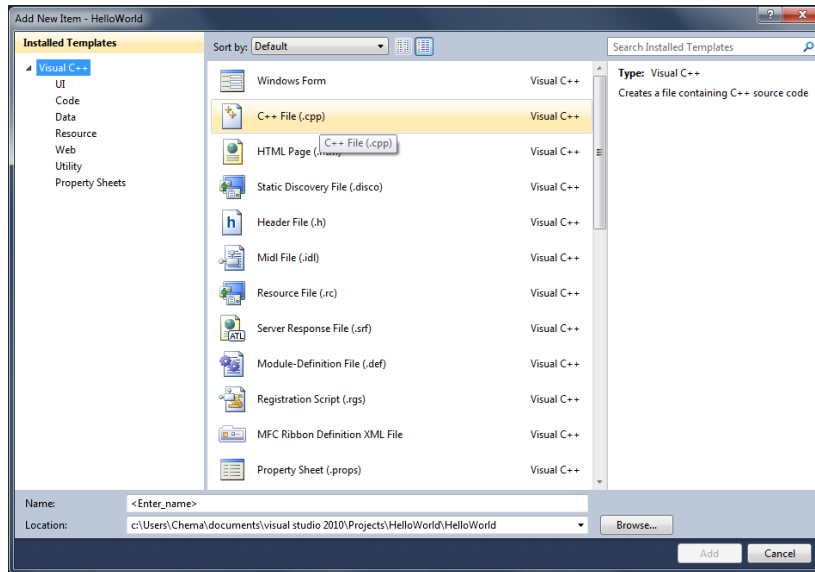 Add New Item - HelloWorld
Installed Templates
Sort by: Default
Search Installed Templates
Visual C++
UI
Code
Data
Resource
Web
Utility
Property Sheets
Windows Form Visual C++
C++ File (.cpp) Visual C++
C++ File (.cpp)
HTML Page Visual C++
Static Discovery File (.disco) Visual C++
Header File (.h) Visual C++
Midl File (.idl) Visual C++
Resource File (.rc) Visual C++
ATL
Server Response File (.srf) Visual C++
Module-Definition File (.def) Visual C++
Registration Script (.rgs) Visual C++
MFC Ribbon Definition XML File Visual C++
Property Sheet (.props) Visual C++
Type: Visual C++
Creates a file containing C++ source code
Name: <Enter_name>
Location: c:\Users\Chema\documents\visual studio 2010\Projects\HelloWorld\HelloWorld
Browse...
Add Cancel